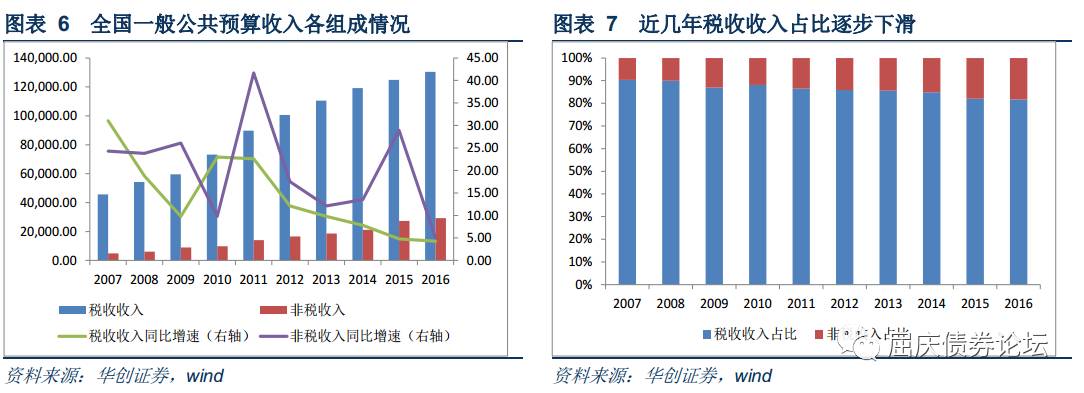 图表 6 全国一般公共预算收入各组成情况
140,000.00
120,000.00
100,000.00
80,000.00
60,000.00
40,000.00
20,000.00
0.00
45.00
40.00
35.00
30.00
25.00
20.00
15.00
10.00
5.00
0.00
2007 2008 2009 2010 2011 2012 2013 2014 2015 2016
税收收入 非税收入
税收收入同比增速（右轴） 非税收入同比增速（右轴）
资料来源：华创证券，wind
图表 7 近几年税收收入占比逐步下滑
100%
90%
80%
70%
60%
50%
40%
30%
20%
10%
0%
2007 2008 2009 2010 2011 2012 2013 2014 2015 2016
税收收入占比 非税收入占比
屈庆债券论坛
资料来源：华创证券，wind